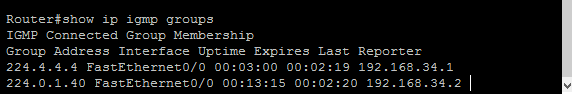 Router#show ip igmp groups
IGMP Connected Group Membership
Group Address Interface Uptime Expires Last Reporter
224.4.4.4 FastEthernet0/0 00:03:00 00:02:19 192.168.34.1
224.0.1.40 FastEthernet0/0 00:13:15 00:02:20 192.168.34.2